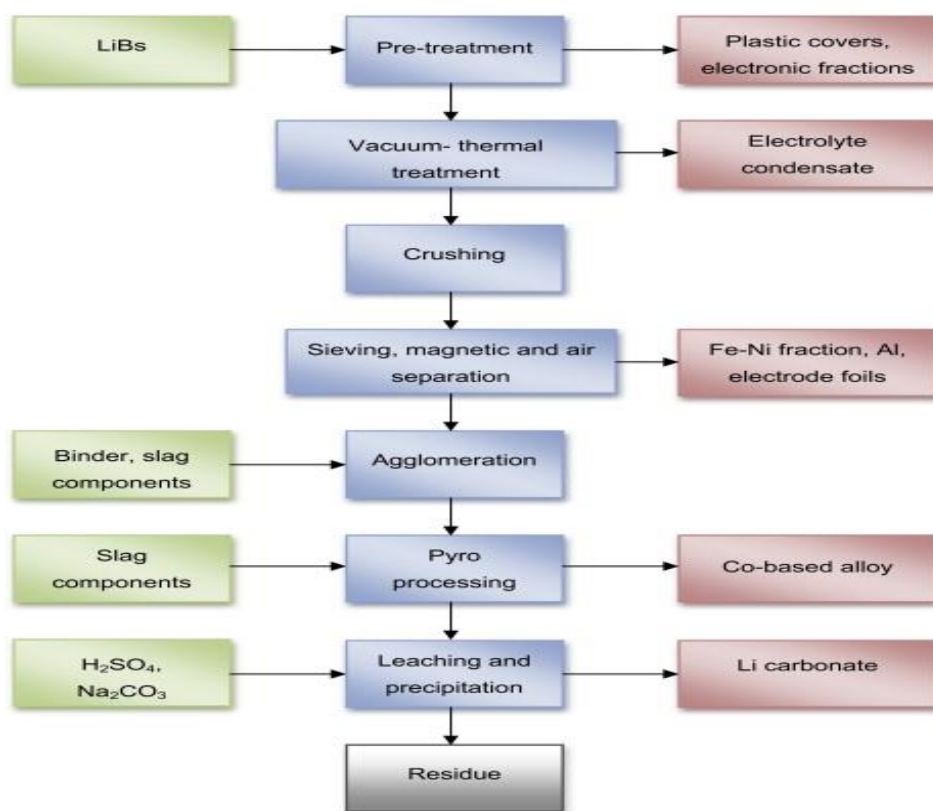 LiBs
Pre-treatment
Plastic covers,
electronic fractions
Vacuum- thermal
treatment
Electrolyte
condensate
Crushing
Sieving, magnetic and air
separation
Fe-Ni fraction, Al,
electrode foils
Binder, slag
components
Agglomeration
Slag
components
Pyro
processing
Co-based alloy
H₂SO₄,
Na₂CO₃
Leaching and
precipitation
Li carbonate
Residue